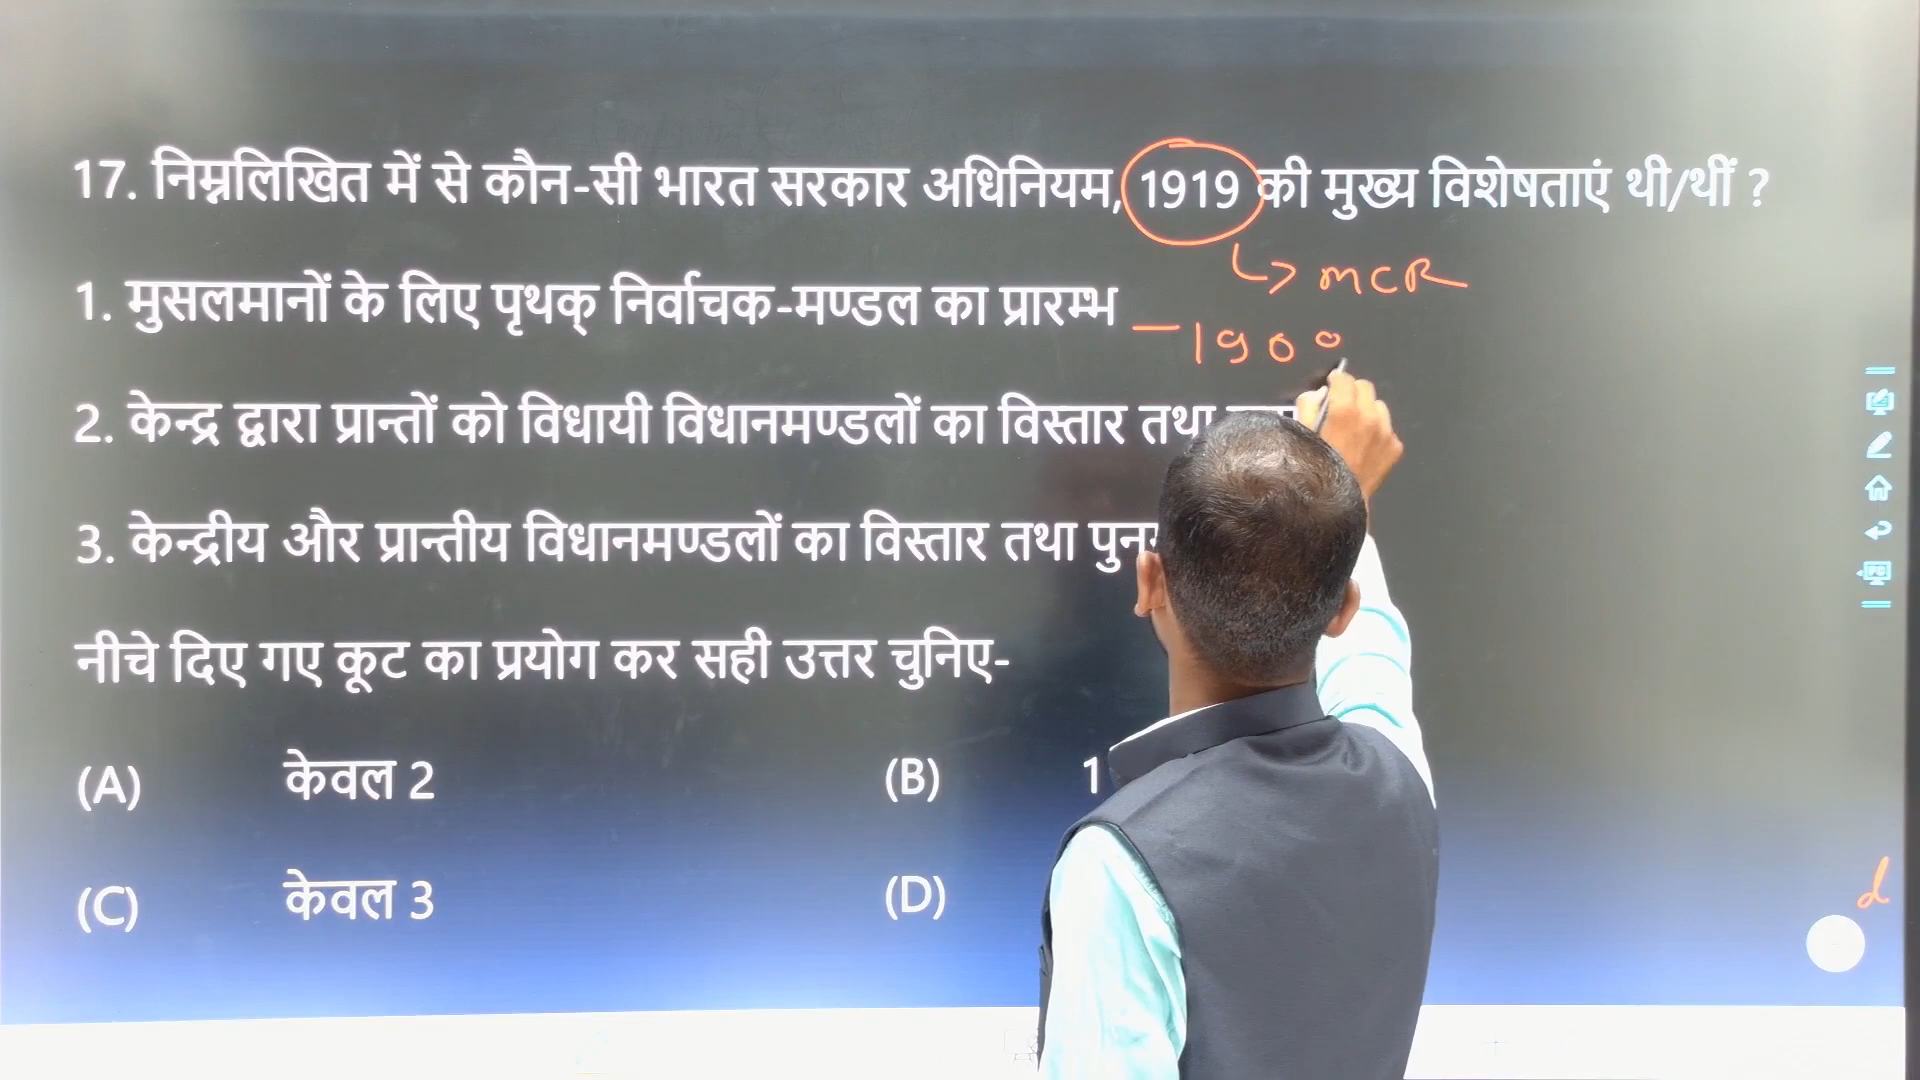 17. निम्नलिखित में से कौन-सी भारत सरकार अधिनियम, 1919 की मुख्य विशेषताएं थी/थीं ?
↳ MCR
1. मुसलमानों के लिए पृथक् निर्वाचक-मण्डल का प्रारम्भ – 190
2. केन्द्र द्वारा प्रान्तों को विधायी विधानमण्डलों का विस्तार तथा
3. केन्द्रीय और प्रान्तीय विधानमण्डलों का विस्तार तथा
नीचे दिए गए कूट का प्रयोग कर सही उत्तर चुनिए-
(A) केवल 2 (B) 1
(C) केवल 3 (D)
d